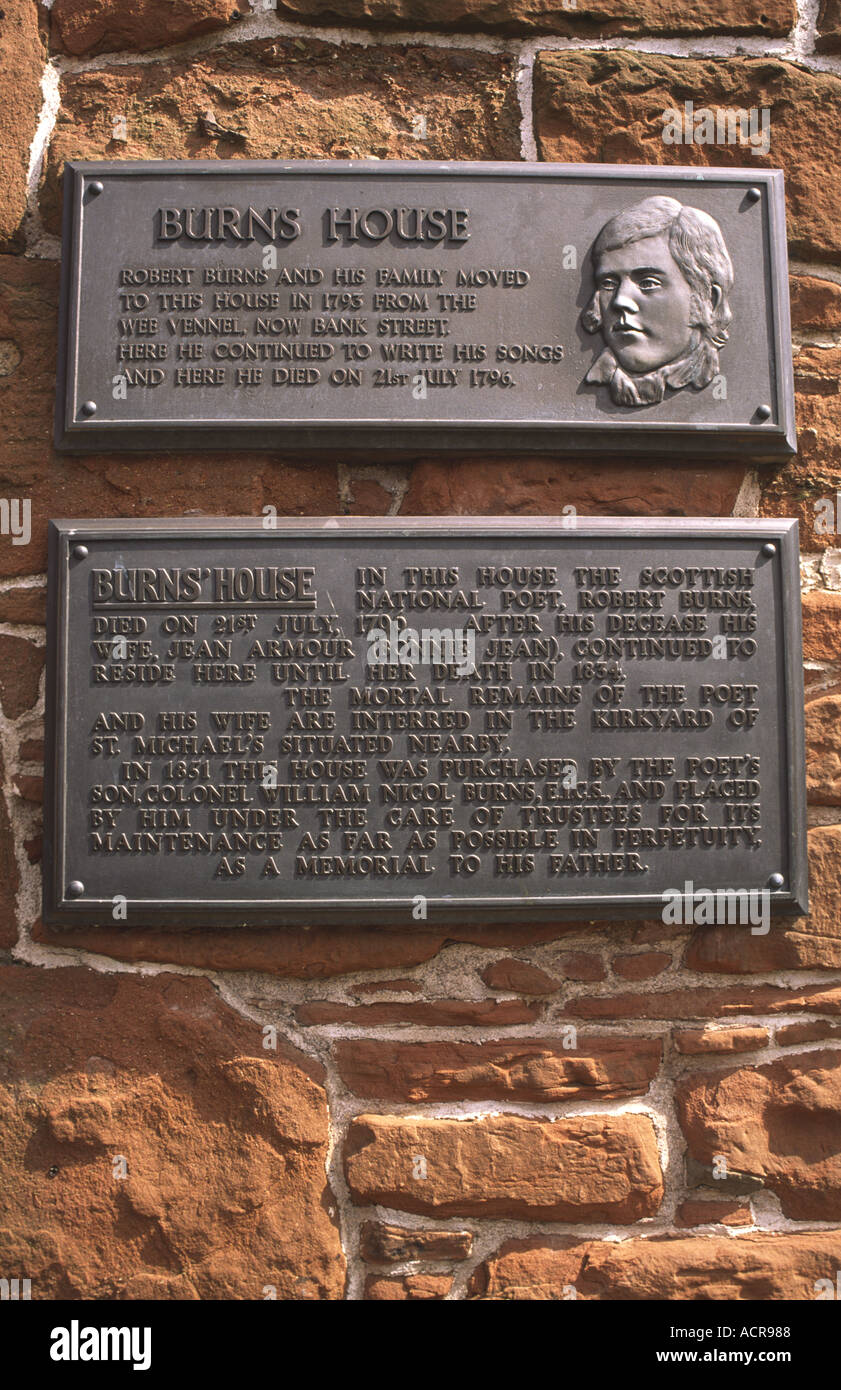 BURNS HOUSE
ROBERT BURNS AND HIS FAMILY MOVED
TO THIS HOUSE IN 1793 FROM THE
WEE VENNEL, NOW BANK STREET.
HERE HE CONTINUED TO WRITE HIS SONGS
AND HERE HE DIED ON 21ST JULY 1796.
BURNS' HOUSE IN THIS HOUSE THE SCOTTISH
NATIONAL POET, ROBERT BURNS,
DIED ON 21ST. JULY, AFTER HIS DECEASE HIS
WIFE, JEAN ARMOUR (BONNIE JEAN), CONTINUED TO
RESIDE HERE UNTIL HER DEATH IN 1834.
THE MORTAL REMAINS OF THE POET
AND HIS WIFE ARE INTERRED IN THE KIRKYARD OF
ST. MICHAEL'S SITUATED NEARBY.
IN 1851 THE HOUSE WAS PURCHASED BY THE POET'S
SON, COLONEL WILLIAM NICOL BURNS, E.I.C.S., AND PLACED
BY HIM UNDER THE CARE OF TRUSTEES FOR ITS
MAINTENANCE AS FAR AS POSSIBLE IN PERPETUITY,
AS A MEMORIAL TO HIS FATHER.
alamy
Image ID: ACR988
www.alamy.com